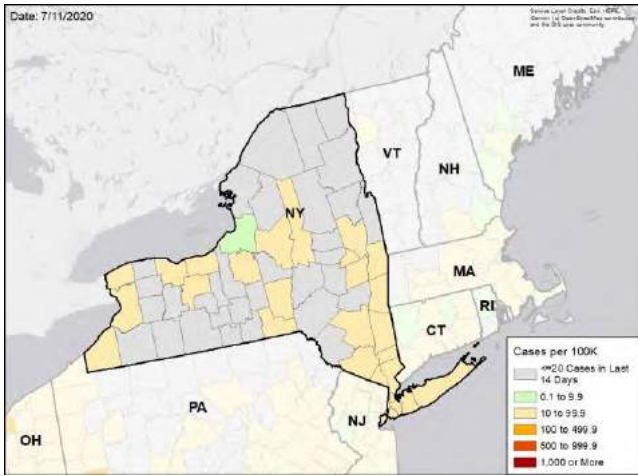 Date: 7/11/2020
ME
VT
NH
NY
MA
CT
RI
PA
NJ
OH
Cases per 100K
<=20 Cases in Last
14 Days
0.1 to 9.9
10 to 99.9
100 to 499.9
500 to 999.9
1,000 or More